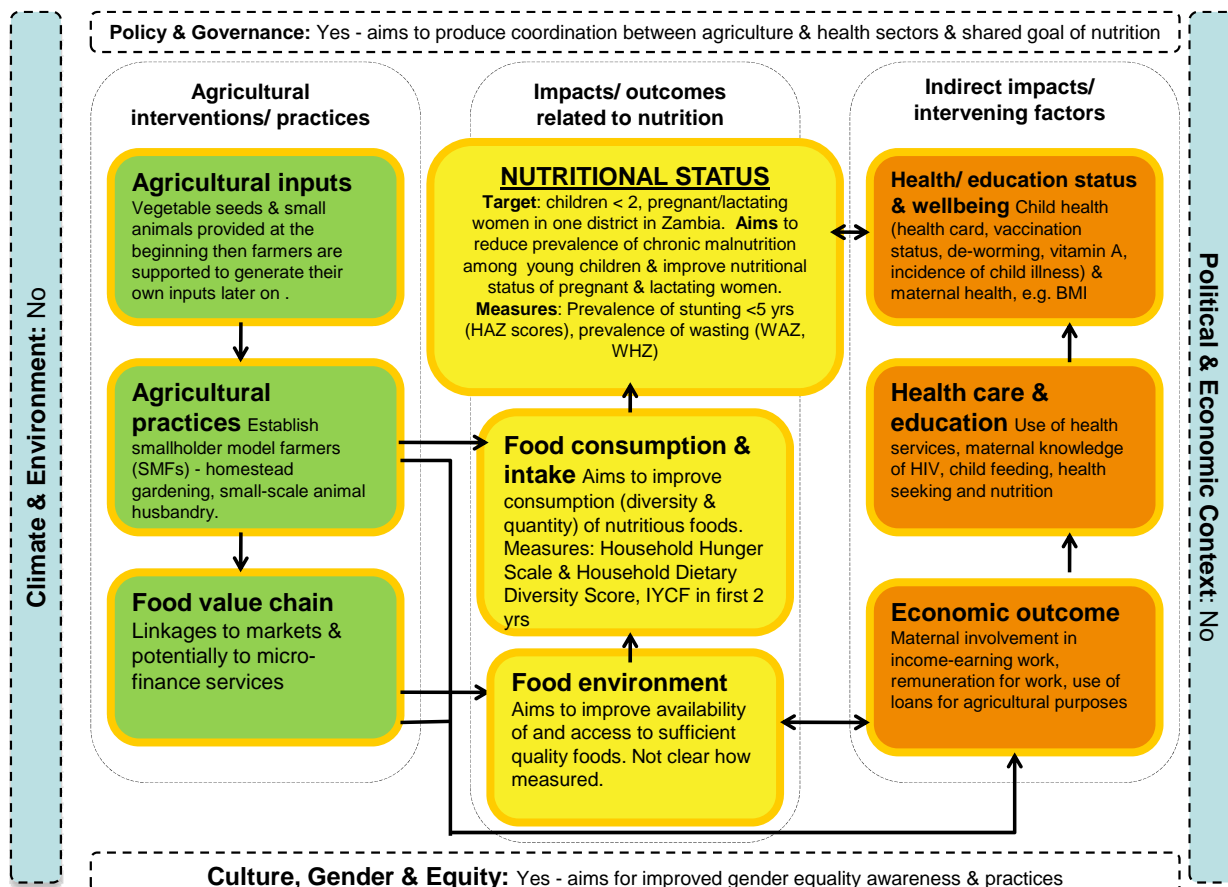 Policy & Governance: Yes - aims to produce coordination between agriculture & health sectors & shared goal of nutrition
Climate & Environment: No
Agricultural
interventions/ practices
Agricultural inputs
Vegetable seeds & small
animals provided at the
beginning then farmers are
supported to generate their
own inputs later on .
Agricultural
practices Establish
smallholder model farmers
(SMFs) - homestead
gardening, small-scale animal
husbandry.
Food value chain
Linkages to markets &
potentially to micro-
finance services
Impacts/ outcomes
related to nutrition
NUTRITIONAL STATUS
Target: children < 2, pregnant/lactating
women in one district in Zambia. Aims to
reduce prevalence of chronic malnutrition
among young children & improve nutritional
status of pregnant & lactating women.
Measures: Prevalence of stunting <5 yrs
(HAZ scores), prevalence of wasting (WAZ,
WHZ)
Food consumption &
intake Aims to improve
consumption (diversity &
quantity) of nutritious foods.
Measures: Household Hunger
Scale & Household Dietary
Diversity Score, IYCF in first 2
yrs
Food environment
Aims to improve availability
of and access to sufficient
quality foods. Not clear how
measured.
Indirect impacts/
intervening factors
Health/ education status
& wellbeing Child health
(health card, vaccination
status, de-worming, vitamin A,
incidence of child illness) &
maternal health, e.g. BMI
Health care &
education Use of health
services, maternal knowledge
of HIV, child feeding, health
seeking and nutrition
Economic outcome
Maternal involvement in
income-earning work,
remuneration for work, use of
loans for agricultural purposes
Political & Economic Context: No
Culture, Gender & Equity: Yes - aims for improved gender equality awareness & practices